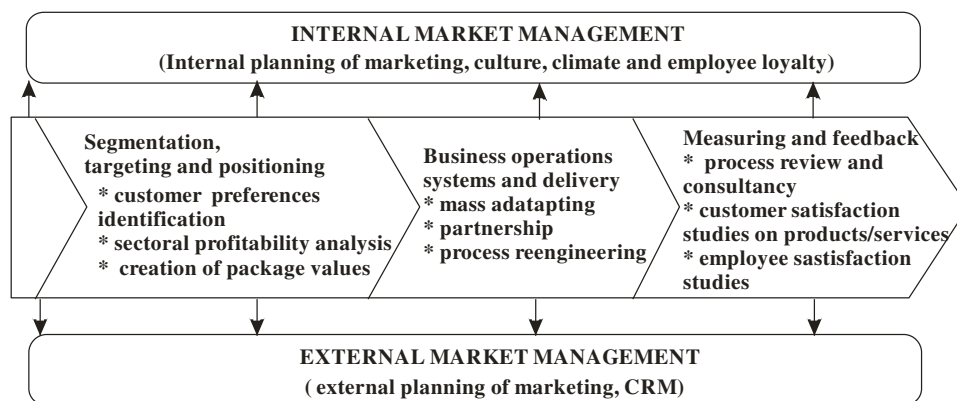 INTERNAL MARKET MANAGEMENT
(Internal planning of marketing, culture, climate and employee loyalty)
Segmentation,
targeting and positioning
* customer preferences
identification
* sectoral profitability analysis
* creation of package values
Business operations
systems and delivery
* mass adatapting
* partnership
* process reengineering
Measuring and feedback
* process review and
consultancy
* customer satisfaction
studies on products/services
* employee sastisfaction
studies
EXTERNAL MARKET MANAGEMENT
( external planning of marketing, CRM)